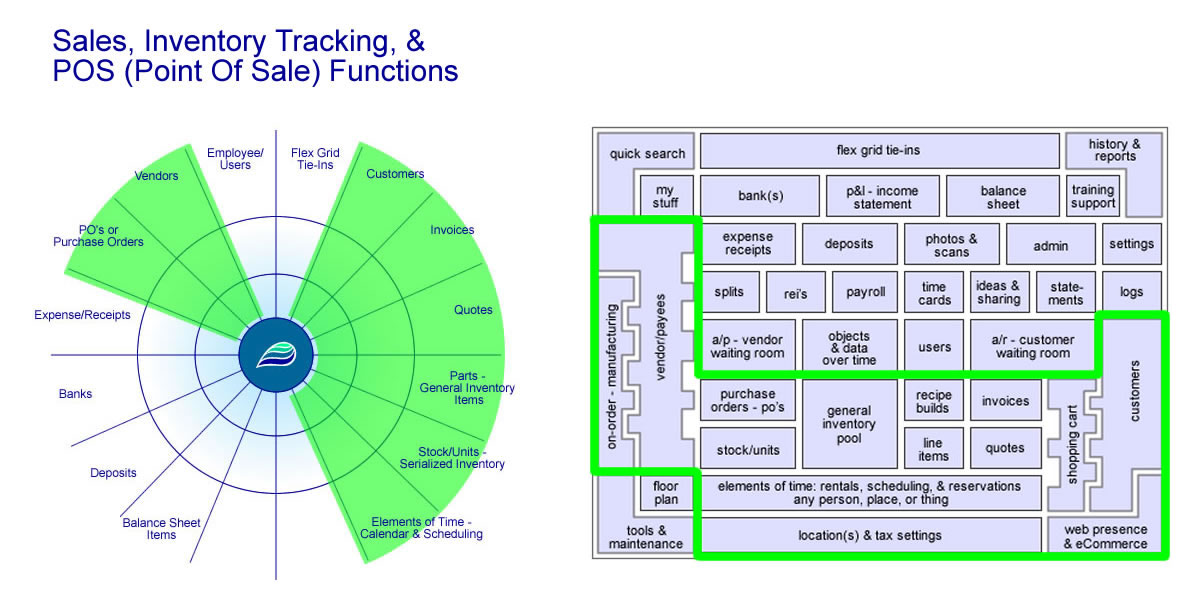 Sales, Inventory Tracking, &
POS (Point Of Sale) Functions
Employee/
Users
Flex Grid
Tie-Ins
Vendors
Customers
PO's or
Purchase Orders
Invoices
Expense/Receipts
Quotes
Banks
Parts -
General Inventory
Items
Deposits
Stock/Units -
Serialized Inventory
Balance Sheet
Items
Elements of Time -
Calendar & Scheduling
quick search
flex grid tie-ins
history &
reports
my
stuff
bank(s)
p&l - income
statement
balance
sheet
training
support
expense
receipts
deposits
photos &
scans
admin
settings
vendor/payees
on-order - manufacturing
splits
rei's
payroll
time
cards
ideas &
sharing
state-
ments
logs
a/p - vendor
waiting room
objects
& data
over time
users
a/r - customer
waiting room
customers
purchase
orders - po's
general
inventory
pool
recipe
builds
invoices
shopping cart
stock/units
line
items
quotes
floor
plan
elements of time: rentals, scheduling, & reservations
any person, place, or thing
tools &
maintenance
location(s) & tax settings
web presence
& eCommerce